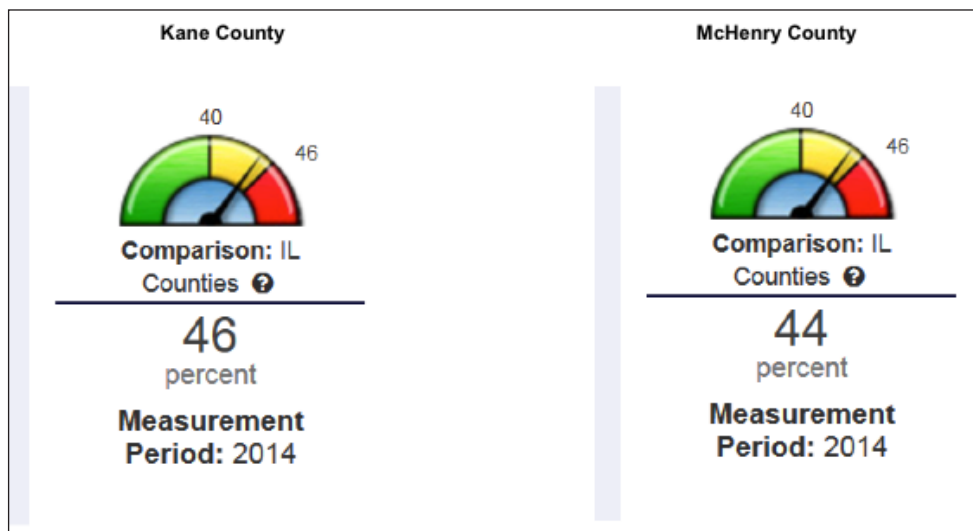 Kane County
40
46
Comparison: IL
Counties ?
46
percent
Measurement
Period: 2014
McHenry County
40
46
Comparison: IL
Counties ?
44
percent
Measurement
Period: 2014